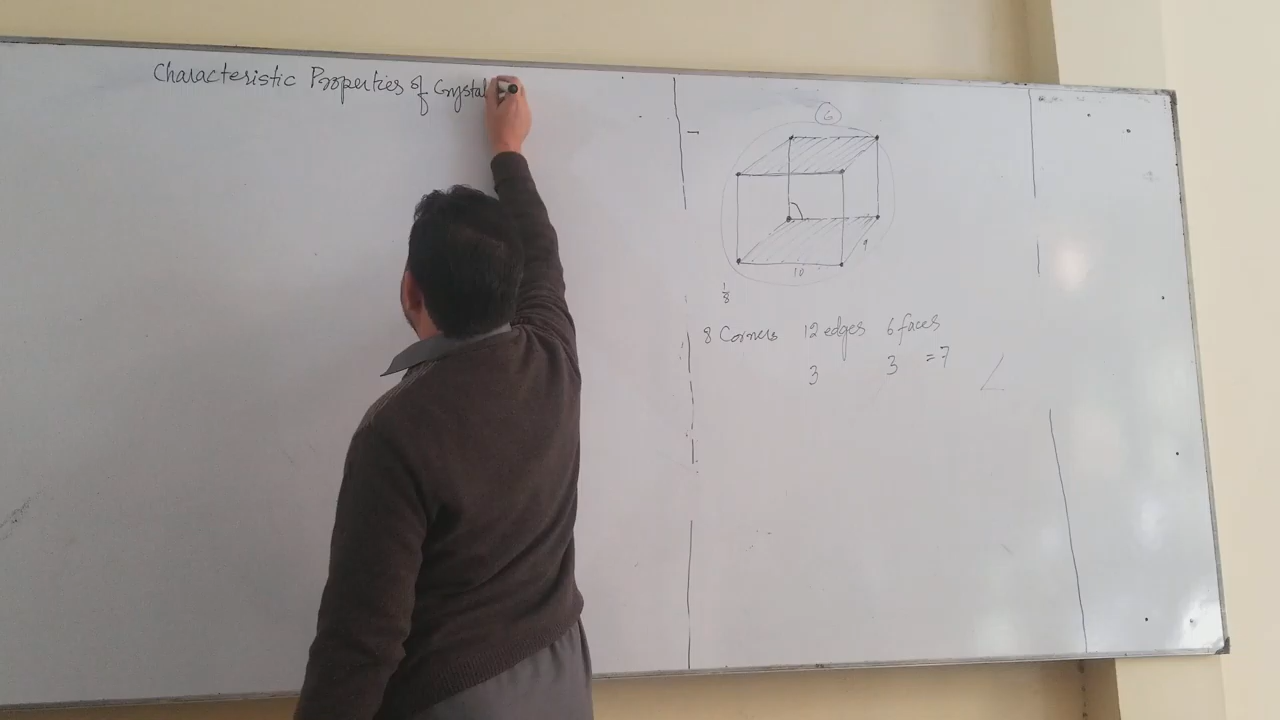 Characteristic Properties of Crystal
6
10
9
1/8
8 Corners 12 edges 6 faces
3 3 = 7